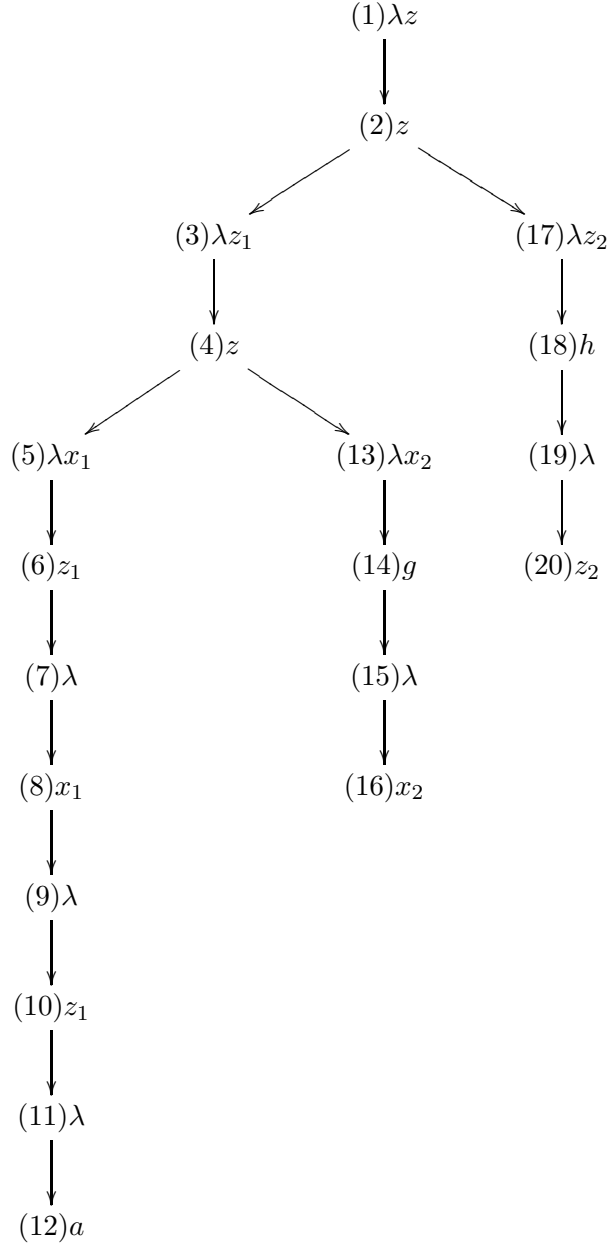 (1)λz
(2)z
(3)λz₁ (17)λz₂
(4)z (18)h
(5)λx₁ (13)λx₂ (19)λ
(6)z₁ (14)g (20)z₂
(7)λ (15)λ
(8)x₁ (16)x₂
(9)λ
(10)z₁
(11)λ
(12)a